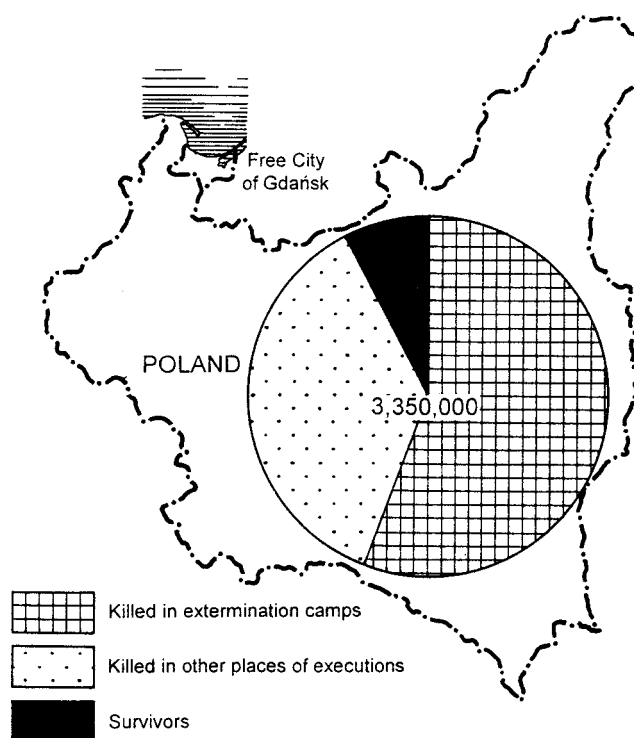 Free City
of Gdańsk
POLAND
3,350,000
Killed in extermination camps
Killed in other places of executions
Survivors